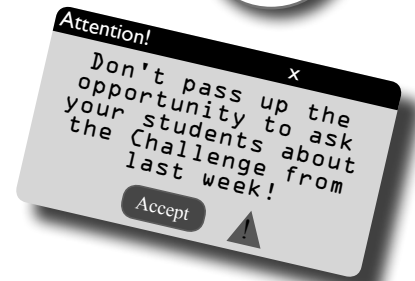 Attention!
x
Don't pass up the
opportunity to ask
your students about
the Challenge from
last week!
Accept
!